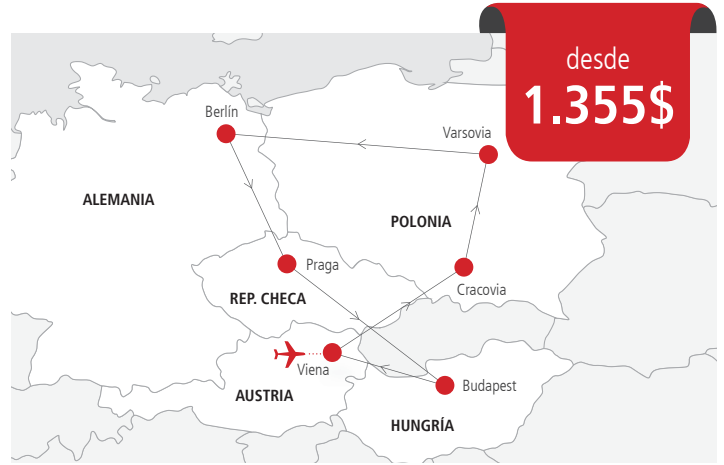 desde
1.355$
Berlín
Varsovia
ALEMANIA
POLONIA
Praga
Cracovia
REP. CHECA
Viena
Budapest
AUSTRIA
HUNGRÍA